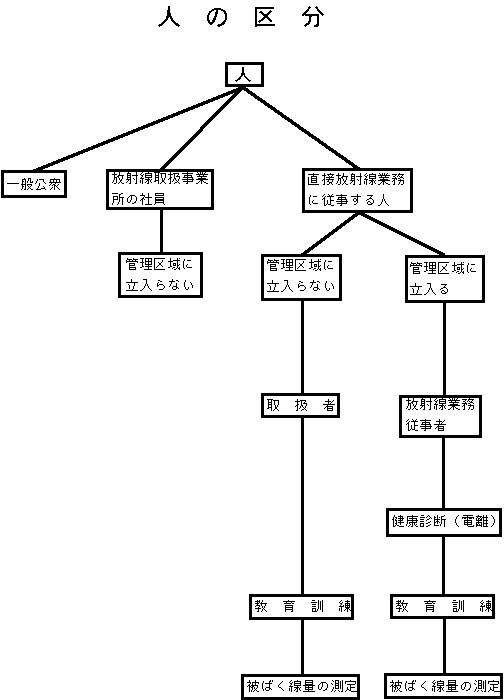 人の区分
人
一般公衆
放射線取扱事業
所の社員
直接放射線業務
に従事する人
管理区域に
立入らない
管理区域に
立入らない
管理区域に
立入る
取扱者
放射線業務
従事者
健康診断（電離）
教育訓練
教育訓練
被ばく線量の測定
被ばく線量の測定